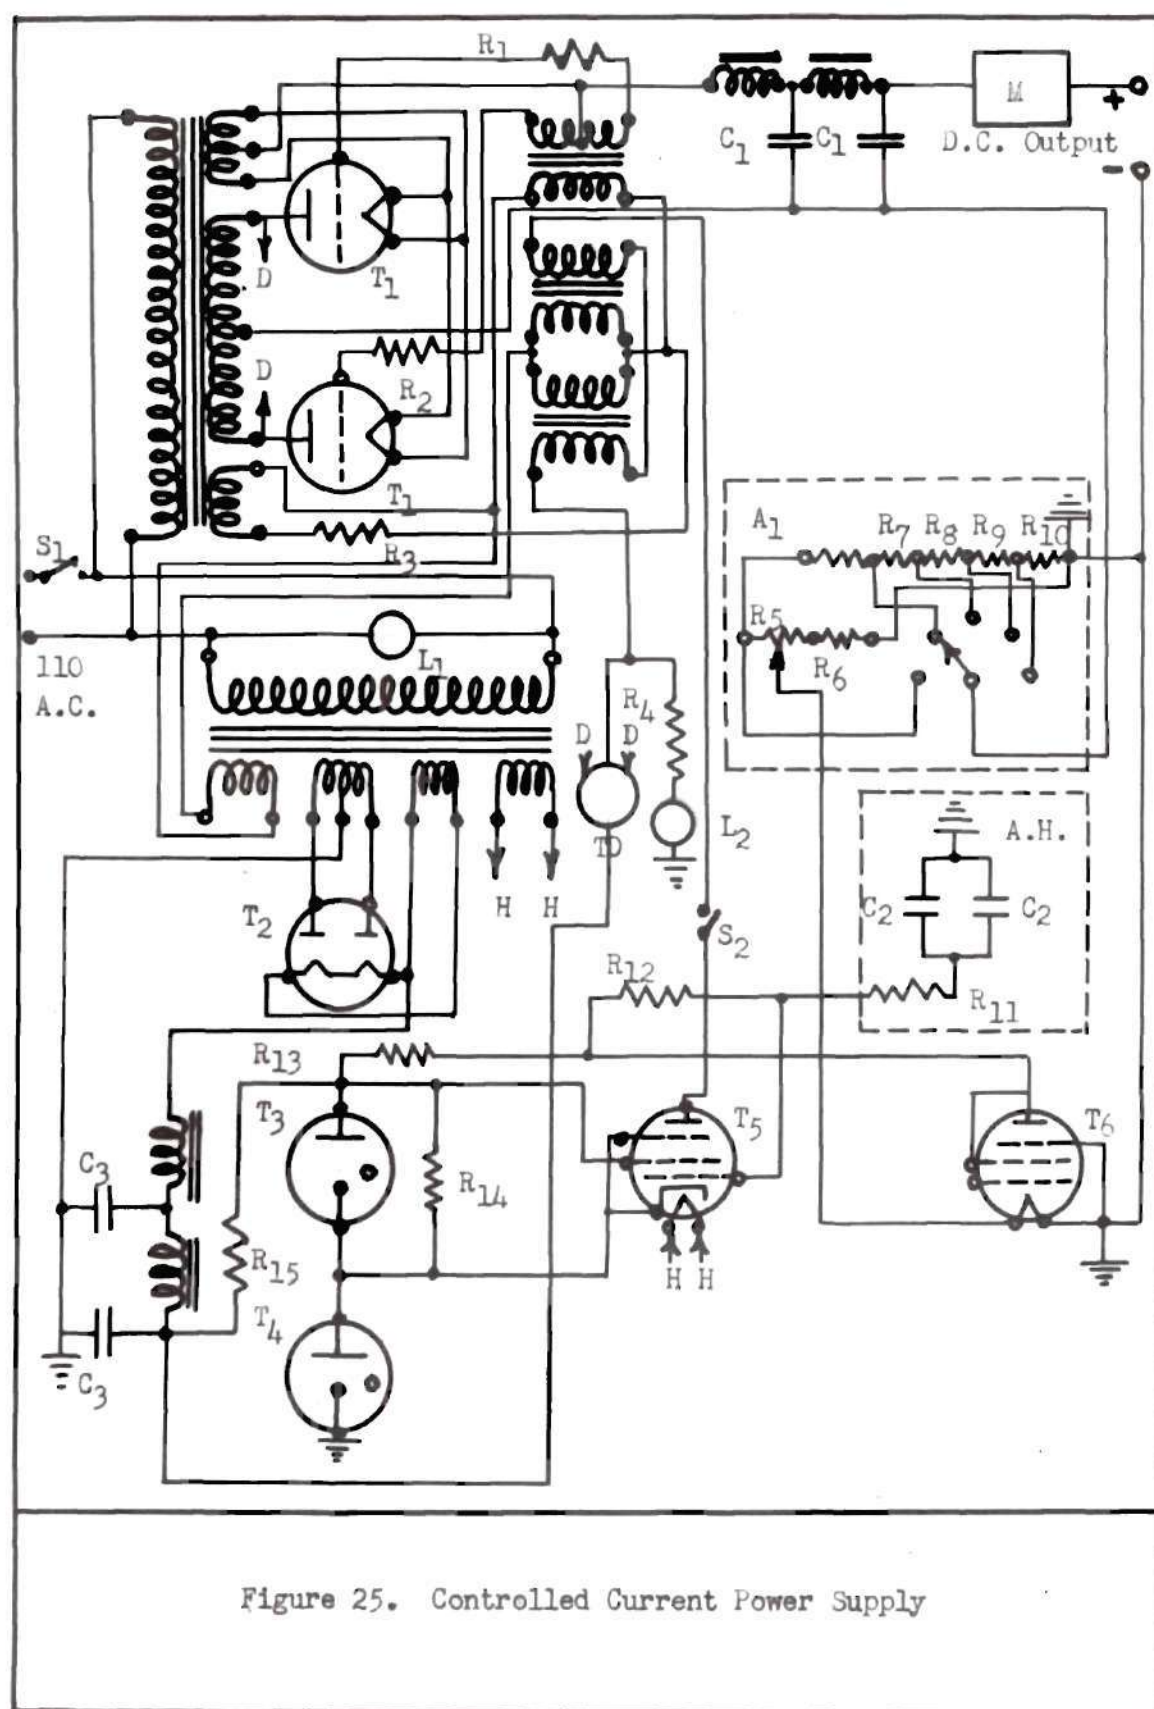 R1
M
C1 C1 D.C. Output
+
-
D
T1
D
R2
T1
S1
R3
110
A.C.
L1
A1 R7 R8 R9 R10
R5
R6
R4
D D
TD
L2
A.H.
C2 C2
R11
H H
T2
S2
R12
R13
T3
T5
T6
C3
R14
R15
H H
T4
C3
Figure 25. Controlled Current Power Supply